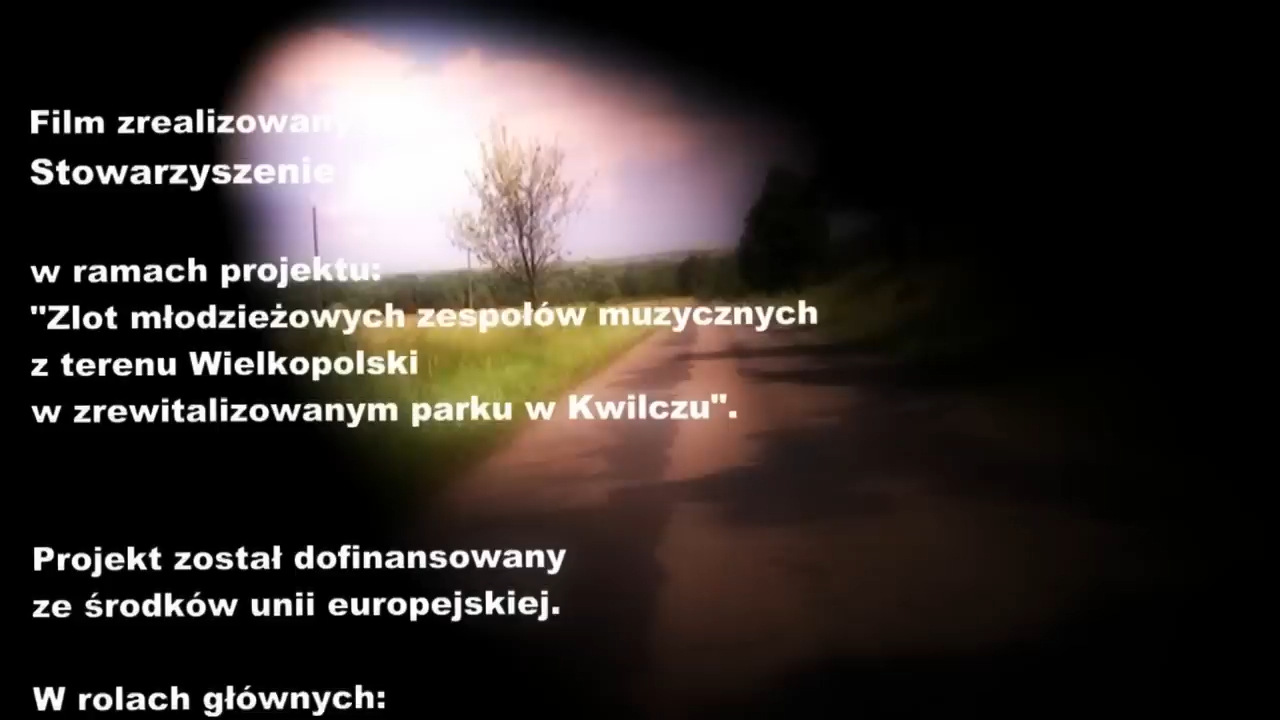 Film zrealizowany
Stowarzyszenie
w ramach projektu:
"Zlot młodzieżowych zespołów muzycznych
z terenu Wielkopolski
w zrewitalizowanym parku w Kwilczu".
Projekt został dofinansowany
ze środków unii europejskiej.
W rolach głównych: